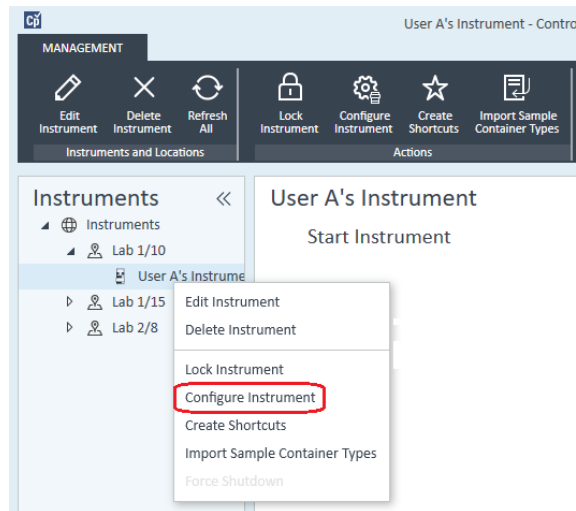 Cp
User A's Instrument - Contro
MANAGEMENT
Edit Instrument
Delete Instrument
Refresh All
Lock Instrument
Configure Instrument
Create Shortcuts
Import Sample Container Types
Instruments and Locations
Actions
Instruments
User A's Instrument
Instruments
Start Instrument
Lab 1/10
User A's Instrume
Lab 1/15
Lab 2/8
Edit Instrument
Delete Instrument
Lock Instrument
Configure Instrument
Create Shortcuts
Import Sample Container Types
Force Shutdown